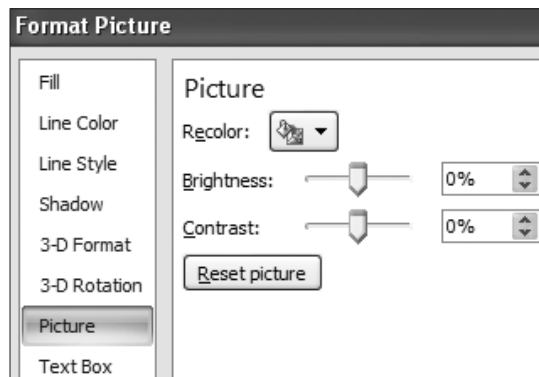 Format Picture
Fill
Line Color
Line Style
Shadow
3-D Format
3-D Rotation
Picture
Text Box
Picture
Recolor:
Brightness: 0%
Contrast: 0%
Reset picture